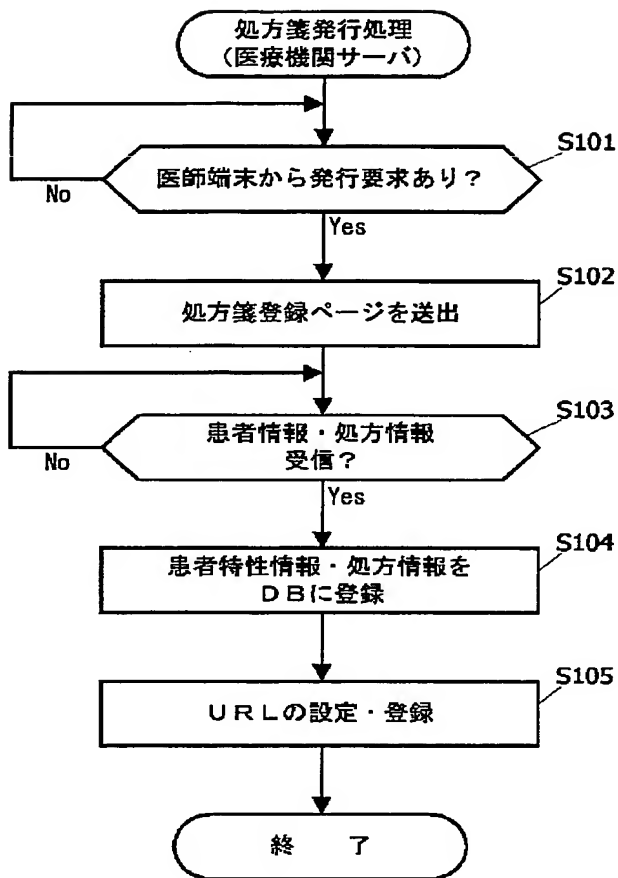 処方箋発行処理
(医療機関サーバ)
S101
医師端末から発行要求あり？
No
Yes
S102
処方箋登録ページを送出
S103
患者情報・処方情報
受信？
No
Yes
S104
患者特性情報・処方情報を
ＤＢに登録
S105
ＵＲＬの設定・登録
終　了